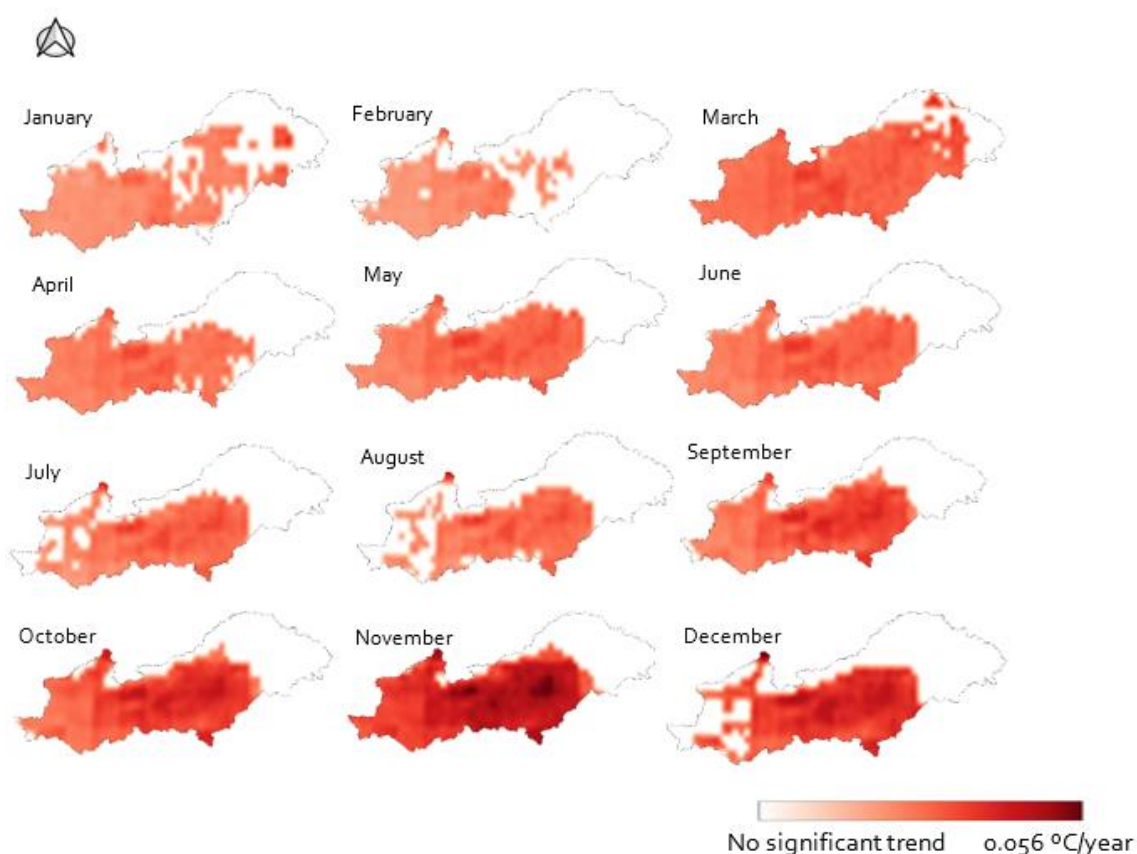 January
February
March
April
May
June
July
August
September
October
November
December
No significant trend
0.056 ºC/year